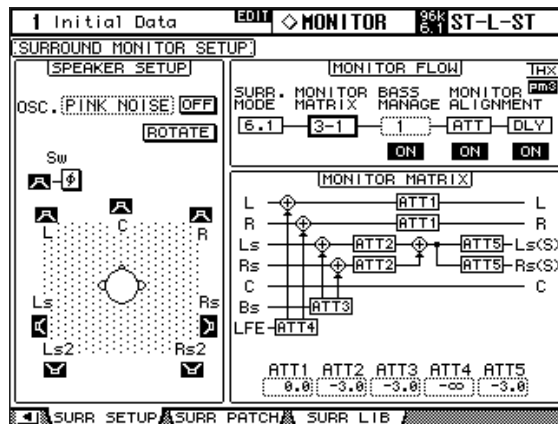 1 Initial Data EDIT ◇MONITOR 96k 6.1 ST-L-ST
SURROUND MONITOR SETUP
SPEAKER SETUP
OSC. PINK NOISE OFF
ROTATE
Sw
ϕ
L C R
Ls Rs
Ls2 Rs2
MONITOR FLOW THX
pm3
SURR. MODE MONITOR MATRIX BASS MANAGE MONITOR ALIGNMENT
6.1 3-1 1 ATT DLY
ON ON ON
MONITOR MATRIX
L ATT1 L
R ATT1 R
Ls ATT2 ATT5 Ls(S)
Rs ATT2 ATT5 Rs(S)
C C
Bs ATT3
LFE ATT4
ATT1 ATT2 ATT3 ATT4 ATT5
0.0 -3.0 -3.0 -∞ -3.0
SURR SETUP SURR PATCH SURR LIB